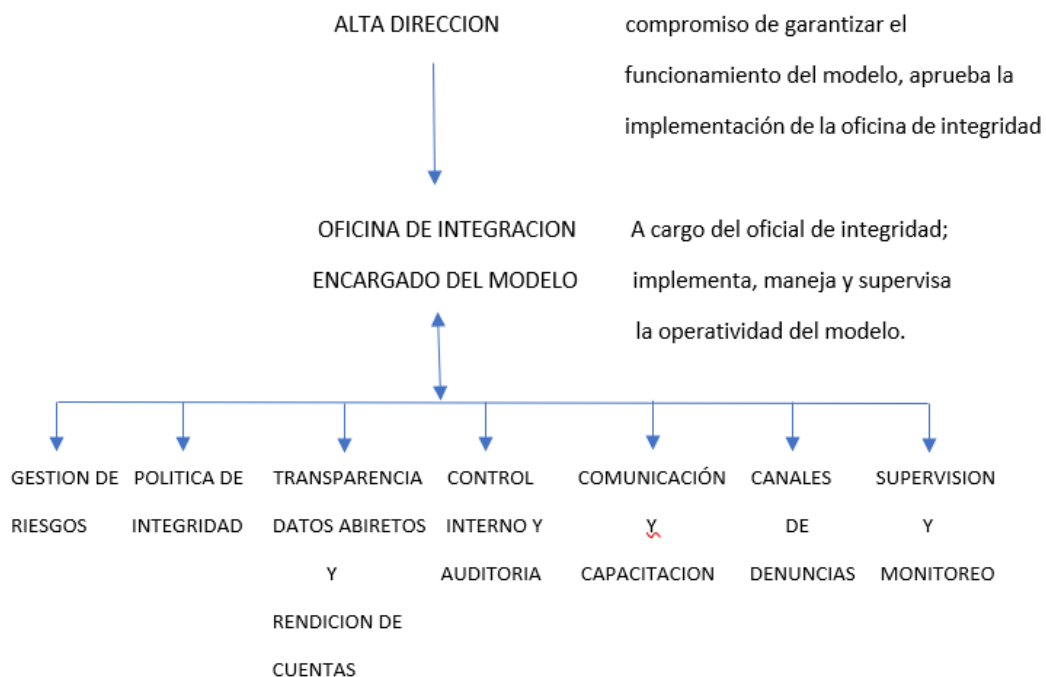 ALTA DIRECCION
compromiso de garantizar el
funcionamiento del modelo, aprueba la
implementación de la oficina de integridad
OFICINA DE INTEGRACION
ENCARGADO DEL MODELO
A cargo del oficial de integridad;
implementa, maneja y supervisa
la operatividad del modelo.
GESTION DE
RIESGOS
POLITICA DE
INTEGRIDAD
TRANSPARENCIA
DATOS ABIRETOS
Y
RENDICION DE
CUENTAS
CONTROL
INTERNO Y
AUDITORIA
COMUNICACIÓN
Y
CAPACITACION
CANALES
DE
DENUNCIAS
SUPERVISION
Y
MONITOREO